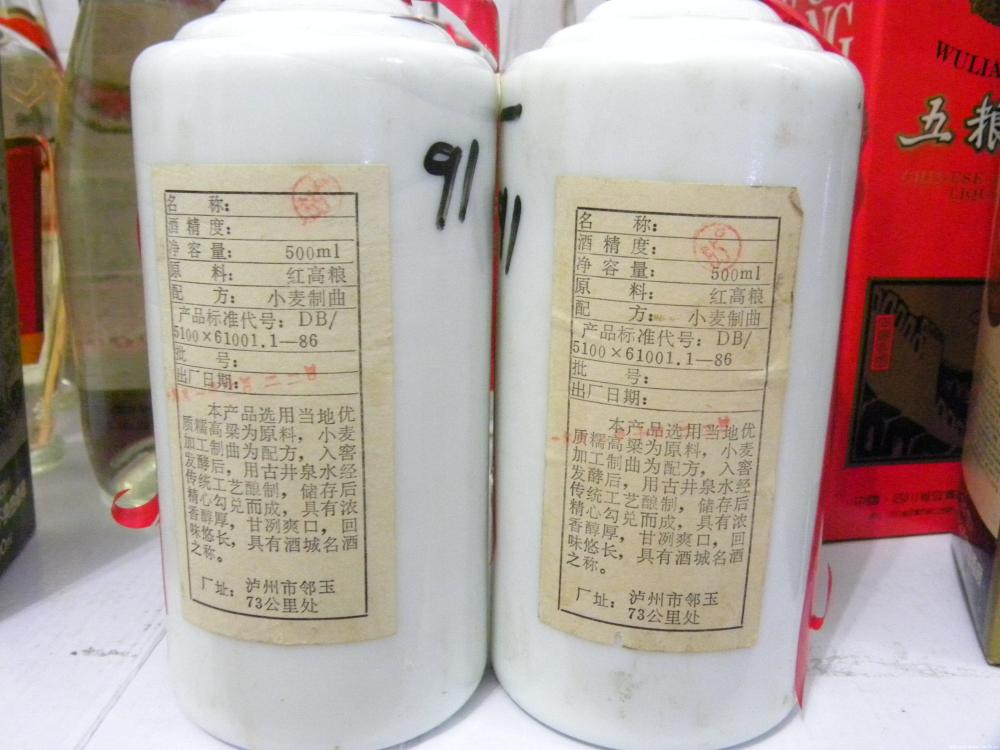 91
名 称:
酒 精 度:
净 容 量: 500ml
原 料: 红高粮
配 方: 小麦制曲
产品标准代号: DB/
5100×61001.1—86
批 号:
出厂日期:
本产品选用当地优
质糯高粱为原料, 小麦
加工制曲为配方, 入窖
发酵后, 用古井泉水经
传统工艺酿制, 储存后
精心勾兑而成, 具有浓
香醇厚, 甘冽爽口, 回
味悠长, 具有酒城名酒
之称。
厂址: 泸州市邻玉
73公里处
名 称:
酒 精 度:
净 容 量: 500ml
原 料: 红高粮
配 方: 小麦制曲
产品标准代号: DB/
5100×61001.1—86
批 号:
出厂日期:
本产品选用当地优
质糯高粱为原料, 小麦
加工制曲为配方, 入窖
发酵后, 用古井泉水经
传统工艺酿制, 储存后
精心勾兑而成, 具有浓
香醇厚, 甘冽爽口, 回
味悠长, 具有酒城名酒
之称。
厂址: 泸州市邻玉
73公里处
WULIA
五粮
CHINESE
LIQU